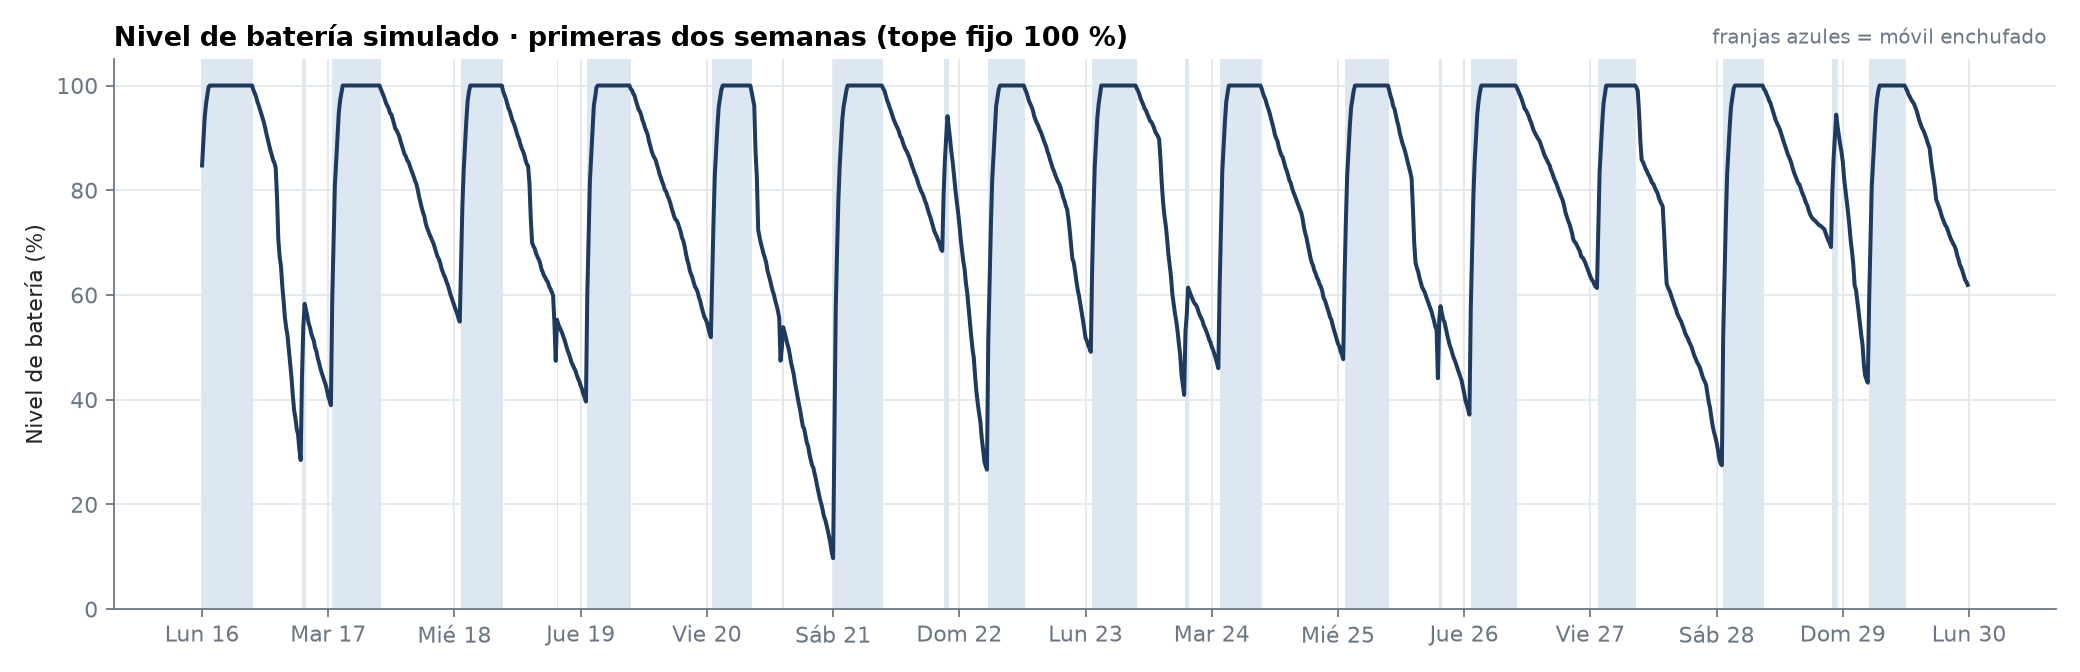 Nivel de batería simulado · primeras dos semanas (tope fijo 100 %)
franjas azules = móvil enchufado
Nivel de batería (%)
100
80
60
40
20
0
Lun 16 Mar 17 Mié 18 Jue 19 Vie 20 Sáb 21 Dom 22 Lun 23 Mar 24 Mié 25 Jue 26 Vie 27 Sáb 28 Dom 29 Lun 30